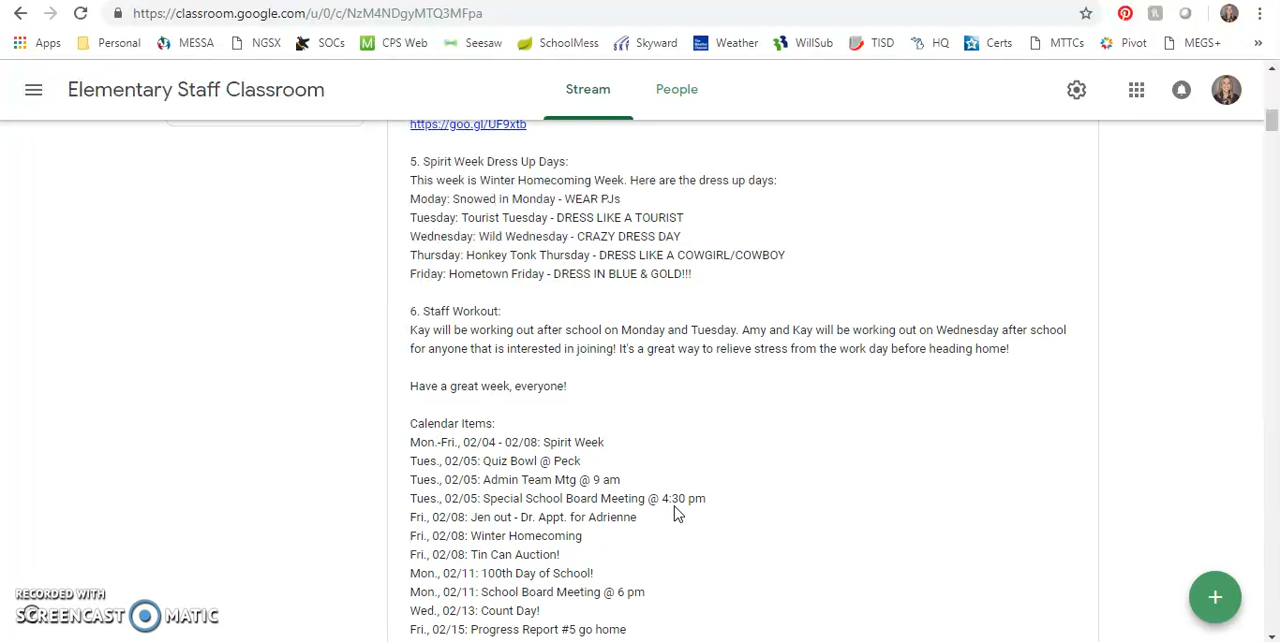 https://classroom.google.com/u/0/c/NzM4NDgyMTQ3MFpa
Apps Personal MESSA NGSX SOCs CPS Web Seesaw SchoolMess Skyward Weather WillSub TISD HQ Certs MTTCs Pivot MEGS+ »
Elementary Staff Classroom Stream People
https://goo.gl/UF9xtb
5. Spirit Week Dress Up Days:
This week is Winter Homecoming Week. Here are the dress up days:
Moday: Snowed in Monday - WEAR PJs
Tuesday: Tourist Tuesday - DRESS LIKE A TOURIST
Wednesday: Wild Wednesday - CRAZY DRESS DAY
Thursday: Honkey Tonk Thursday - DRESS LIKE A COWGIRL/COWBOY
Friday: Hometown Friday - DRESS IN BLUE & GOLD!!!
6. Staff Workout:
Kay will be working out after school on Monday and Tuesday. Amy and Kay will be working out on Wednesday after school
for anyone that is interested in joining! It's a great way to relieve stress from the work day before heading home!
Have a great week, everyone!
Calendar Items:
Mon.-Fri., 02/04 - 02/08: Spirit Week
Tues., 02/05: Quiz Bowl @ Peck
Tues., 02/05: Admin Team Mtg @ 9 am
Tues., 02/05: Special School Board Meeting @ 4:30 pm
Fri., 02/08: Jen out - Dr. Appt. for Adrienne
Fri., 02/08: Winter Homecoming
Fri., 02/08: Tin Can Auction!
Mon., 02/11: 100th Day of School!
Mon., 02/11: School Board Meeting @ 6 pm
Wed., 02/13: Count Day!
Fri., 02/15: Progress Report #5 go home
RECORDED WITH
SCREENCAST MATIC